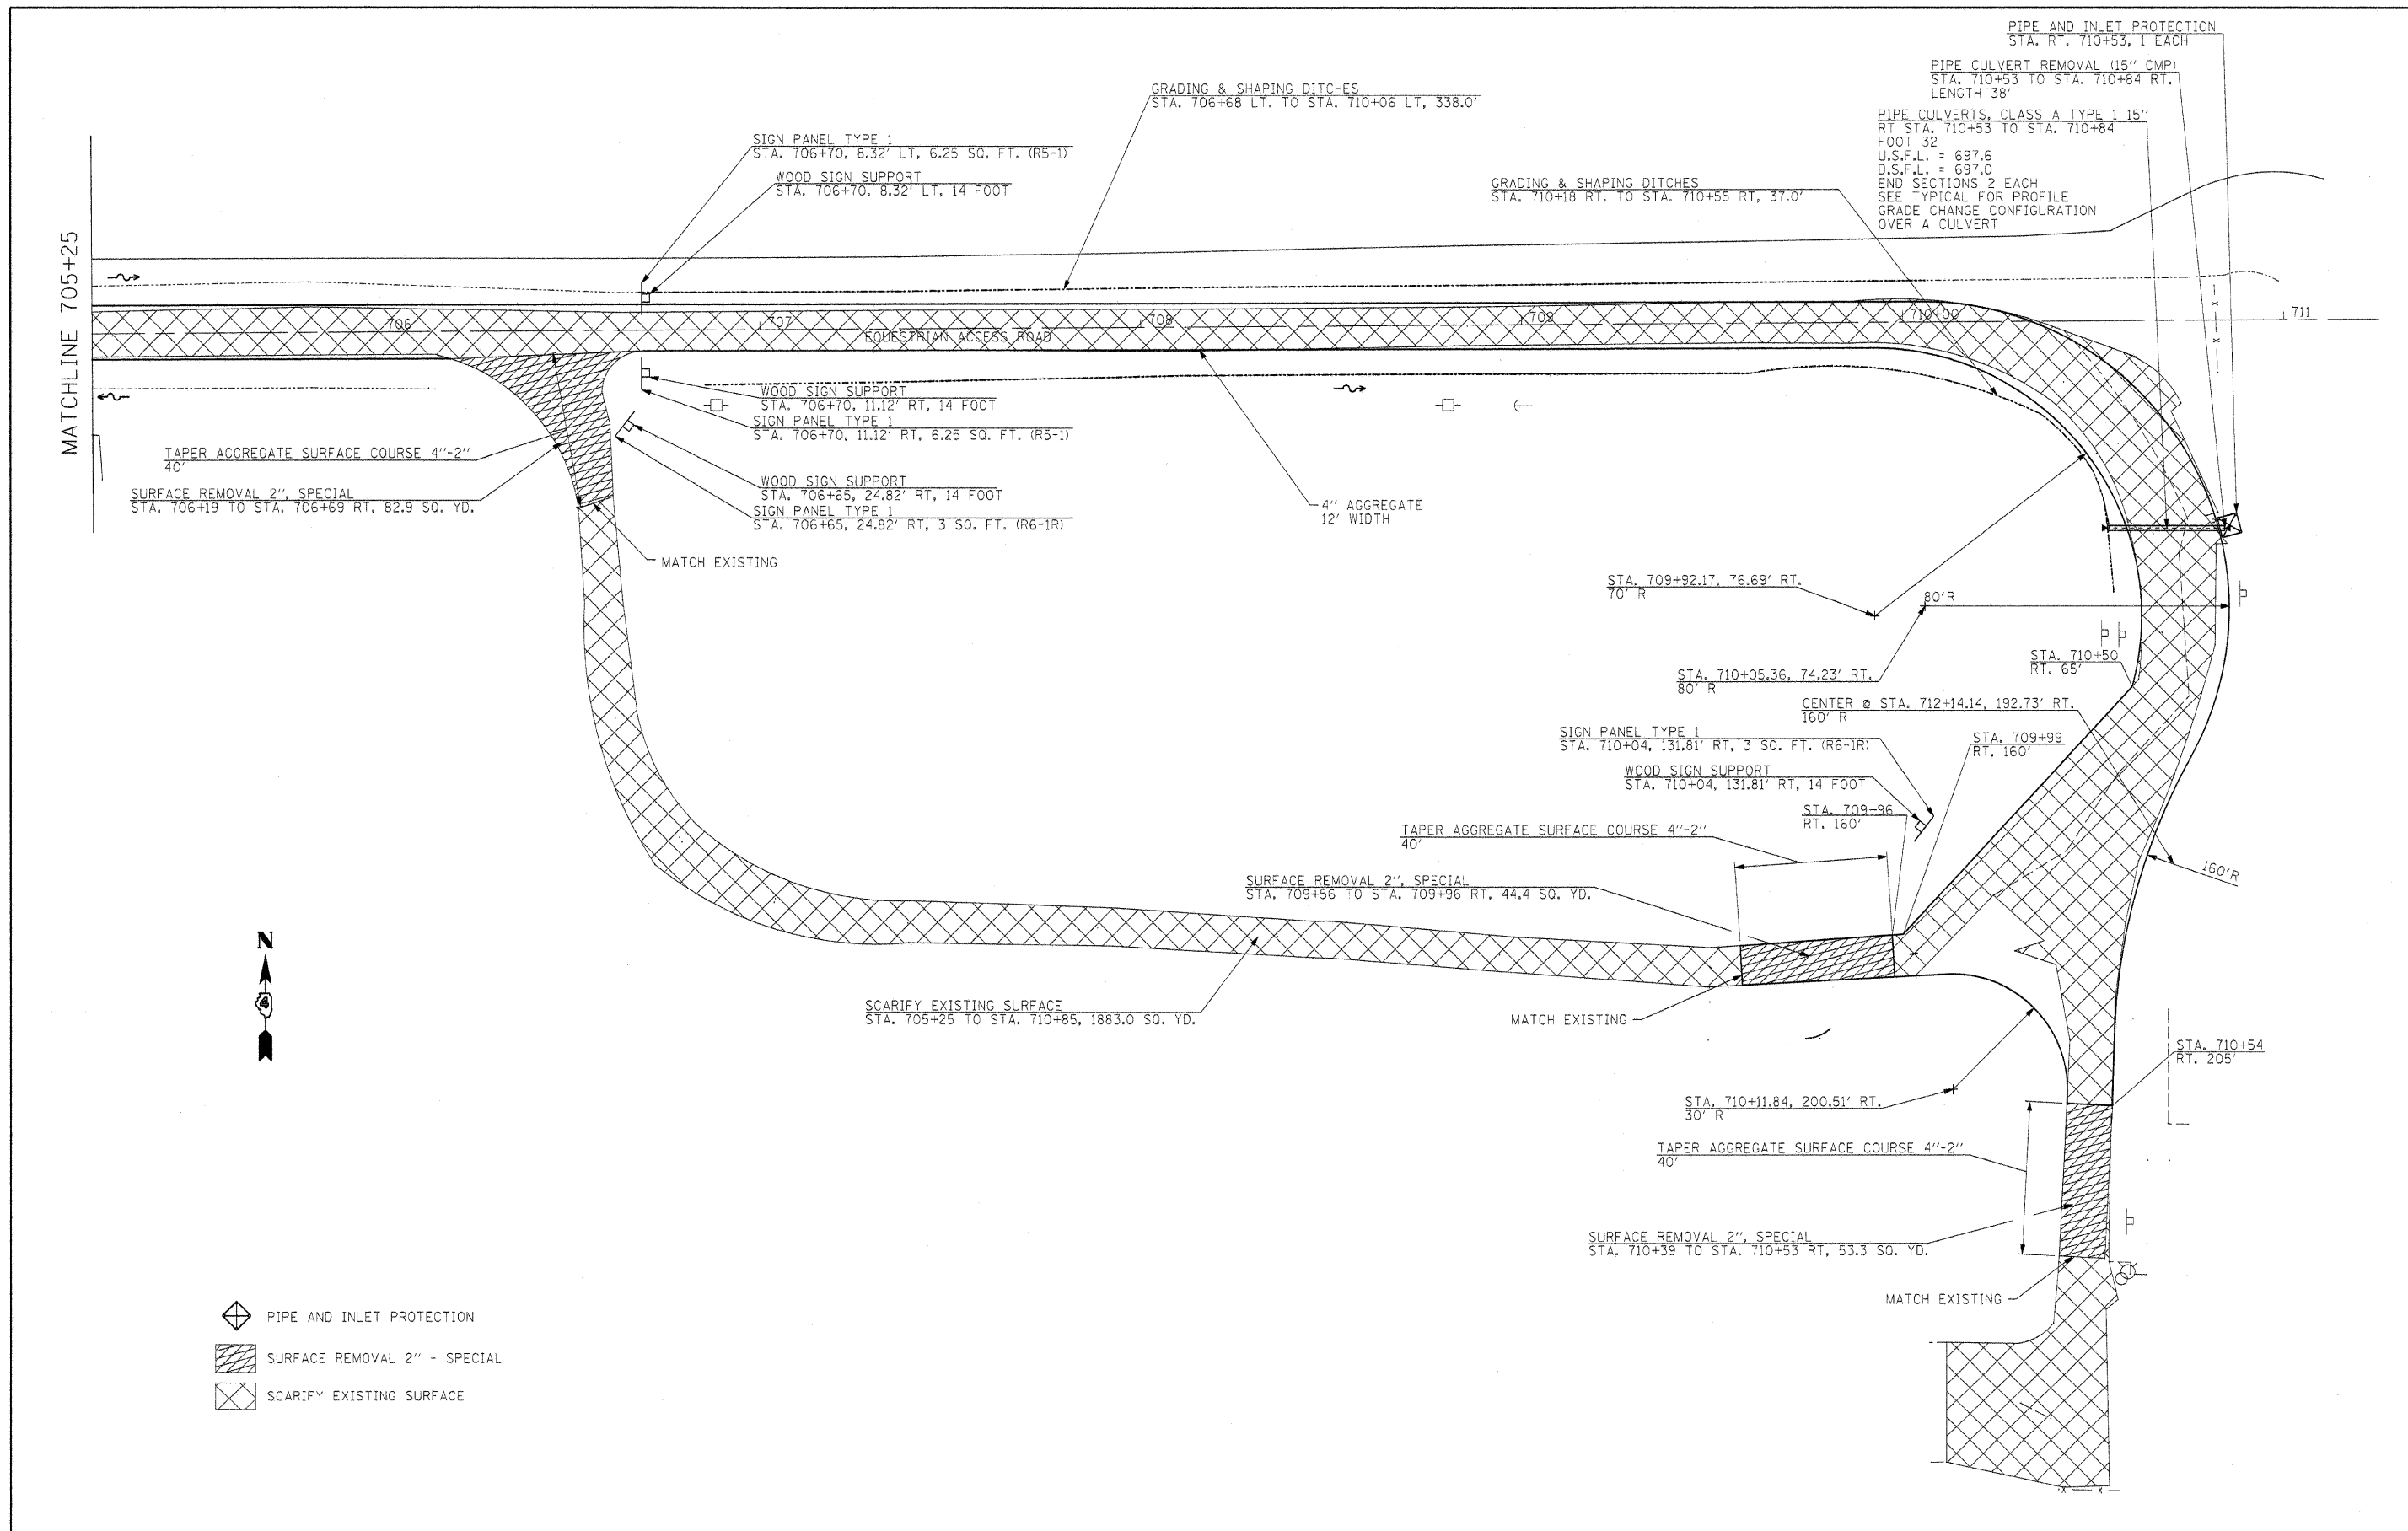 PIPE AND INLET PROTECTION
STA. RT. 710+53, 1 EACH
PIPE CULVERT REMOVAL (15" CMP)
STA. 710+53 TO STA. 710+84 RT.
LENGTH 38'
PIPE CULVERTS, CLASS A TYPE 1 15"
RT STA. 710+53 TO STA. 710+84
FOOT 32
U.S.F.L. = 697.6
D.S.F.L. = 697.0
END SECTIONS 2 EACH
SEE TYPICAL FOR PROFILE
GRADE CHANGE CONFIGURATION
OVER A CULVERT
GRADING & SHAPING DITCHES
STA. 706+68 LT. TO STA. 710+06 LT, 338.0'
SIGN PANEL TYPE 1
STA. 706+70, 8.32' LT, 6.25 SQ. FT. (R5-1)
WOOD SIGN SUPPORT
STA. 706+70, 8.32' LT, 14 FOOT
GRADING & SHAPING DITCHES
STA. 710+18 RT. TO STA. 710+55 RT, 37.0'
MATCHLINE 705+25
706
707
708
709
710+00
711
EQUESTRIAN ACCESS ROAD
WOOD SIGN SUPPORT
STA. 706+70, 11.12' RT, 14 FOOT
SIGN PANEL TYPE 1
STA. 706+70, 11.12' RT, 6.25 SQ. FT. (R5-1)
TAPER AGGREGATE SURFACE COURSE 4"-2"
40'
SURFACE REMOVAL 2", SPECIAL
STA. 706+19 TO STA. 706+69 RT, 82.9 SQ. YD.
WOOD SIGN SUPPORT
STA. 706+65, 24.82' RT, 14 FOOT
SIGN PANEL TYPE 1
STA. 706+65, 24.82' RT, 3 SQ. FT. (R6-1R)
4" AGGREGATE
12' WIDTH
MATCH EXISTING
STA. 709+92.17, 76.69' RT.
70' R
80'R
STA. 710+50
RT. 65'
STA. 710+05.36, 74.23' RT.
80' R
CENTER @ STA. 712+14.14, 192.73' RT.
160' R
SIGN PANEL TYPE 1
STA. 710+04, 131.81' RT, 3 SQ. FT. (R6-1R)
STA. 709+99
RT. 160'
WOOD SIGN SUPPORT
STA. 710+04, 131.81' RT, 14 FOOT
STA. 709+96
RT. 160'
TAPER AGGREGATE SURFACE COURSE 4"-2"
40'
160'R
SURFACE REMOVAL 2", SPECIAL
STA. 709+56 TO STA. 709+96 RT, 44.4 SQ. YD.
N
4
SCARIFY EXISTING SURFACE
STA. 705+25 TO STA. 710+85, 1883.0 SQ. YD.
MATCH EXISTING
STA. 710+54
RT. 205'
STA. 710+11.84, 200.51' RT.
30' R
TAPER AGGREGATE SURFACE COURSE 4"-2"
40'
SURFACE REMOVAL 2", SPECIAL
STA. 710+39 TO STA. 710+53 RT, 53.3 SQ. YD.
MATCH EXISTING
PIPE AND INLET PROTECTION
SURFACE REMOVAL 2" - SPECIAL
SCARIFY EXISTING SURFACE